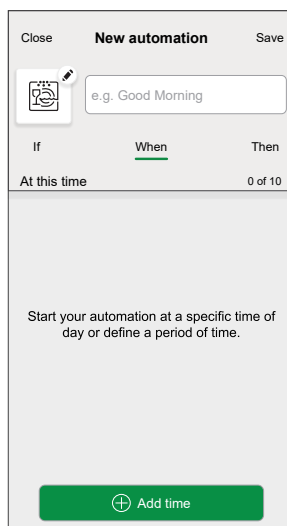 Close New automation Save
e.g. Good Morning
If When Then
At this time 0 of 10
Start your automation at a specific time of
day or define a period of time.
Add time